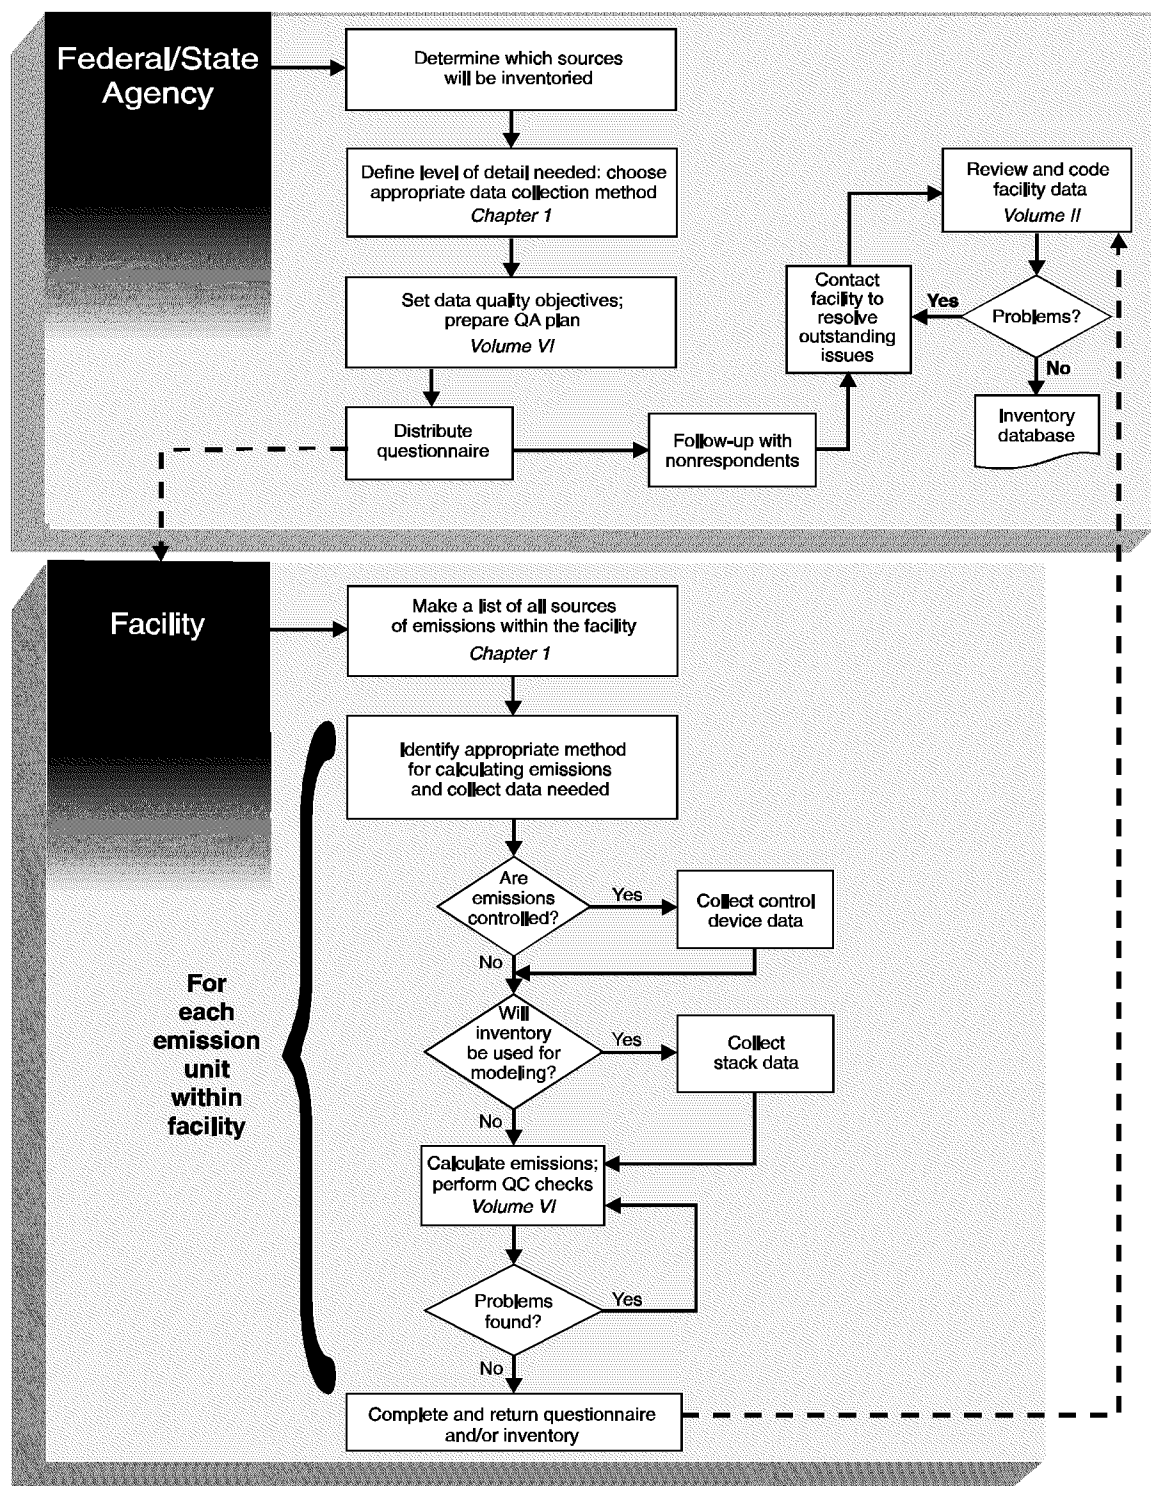 Federal/State
Agency
Determine which sources
will be inventoried
Define level of detail needed: choose
appropriate data collection method
Chapter 1
Set data quality objectives;
prepare QA plan
Volume VI
Distribute
questionnaire
Follow-up with
nonrespondents
Contact
facility to
resolve
outstanding
issues
Review and code
facility data
Volume II
Problems?
Yes
No
Inventory
database
Facility
Make a list of all sources
of emissions within the facility
Chapter 1
Identify appropriate method
for calculating emissions
and collect data needed
Are
emissions
controlled?
Yes
Collect control
device data
No
Will
inventory
be used for
modeling?
Yes
Collect
stack data
No
Calculate emissions;
perform QC checks
Volume VI
Problems
found?
Yes
No
Complete and return questionnaire
and/or inventory
For
each
emission
unit
within
facility